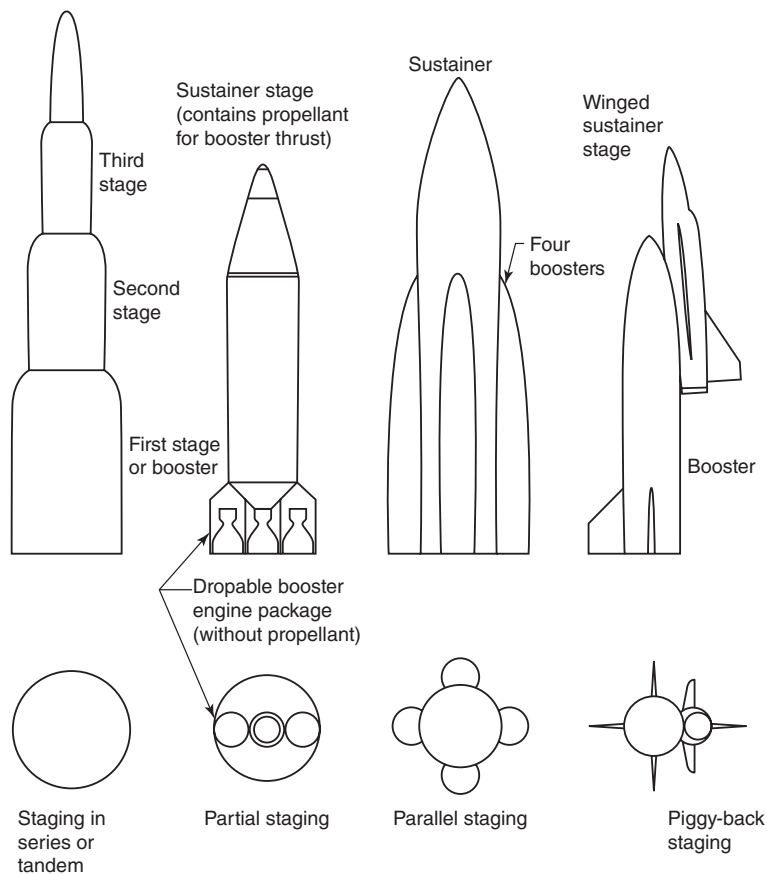 Sustainer stage
(contains propellant
for booster thrust)
Sustainer
Winged
sustainer
stage
Third
stage
Four
boosters
Second
stage
First stage
or booster
Booster
Dropable booster
engine package
(without propellant)
Staging in
series or
tandem
Partial staging
Parallel staging
Piggy-back
staging